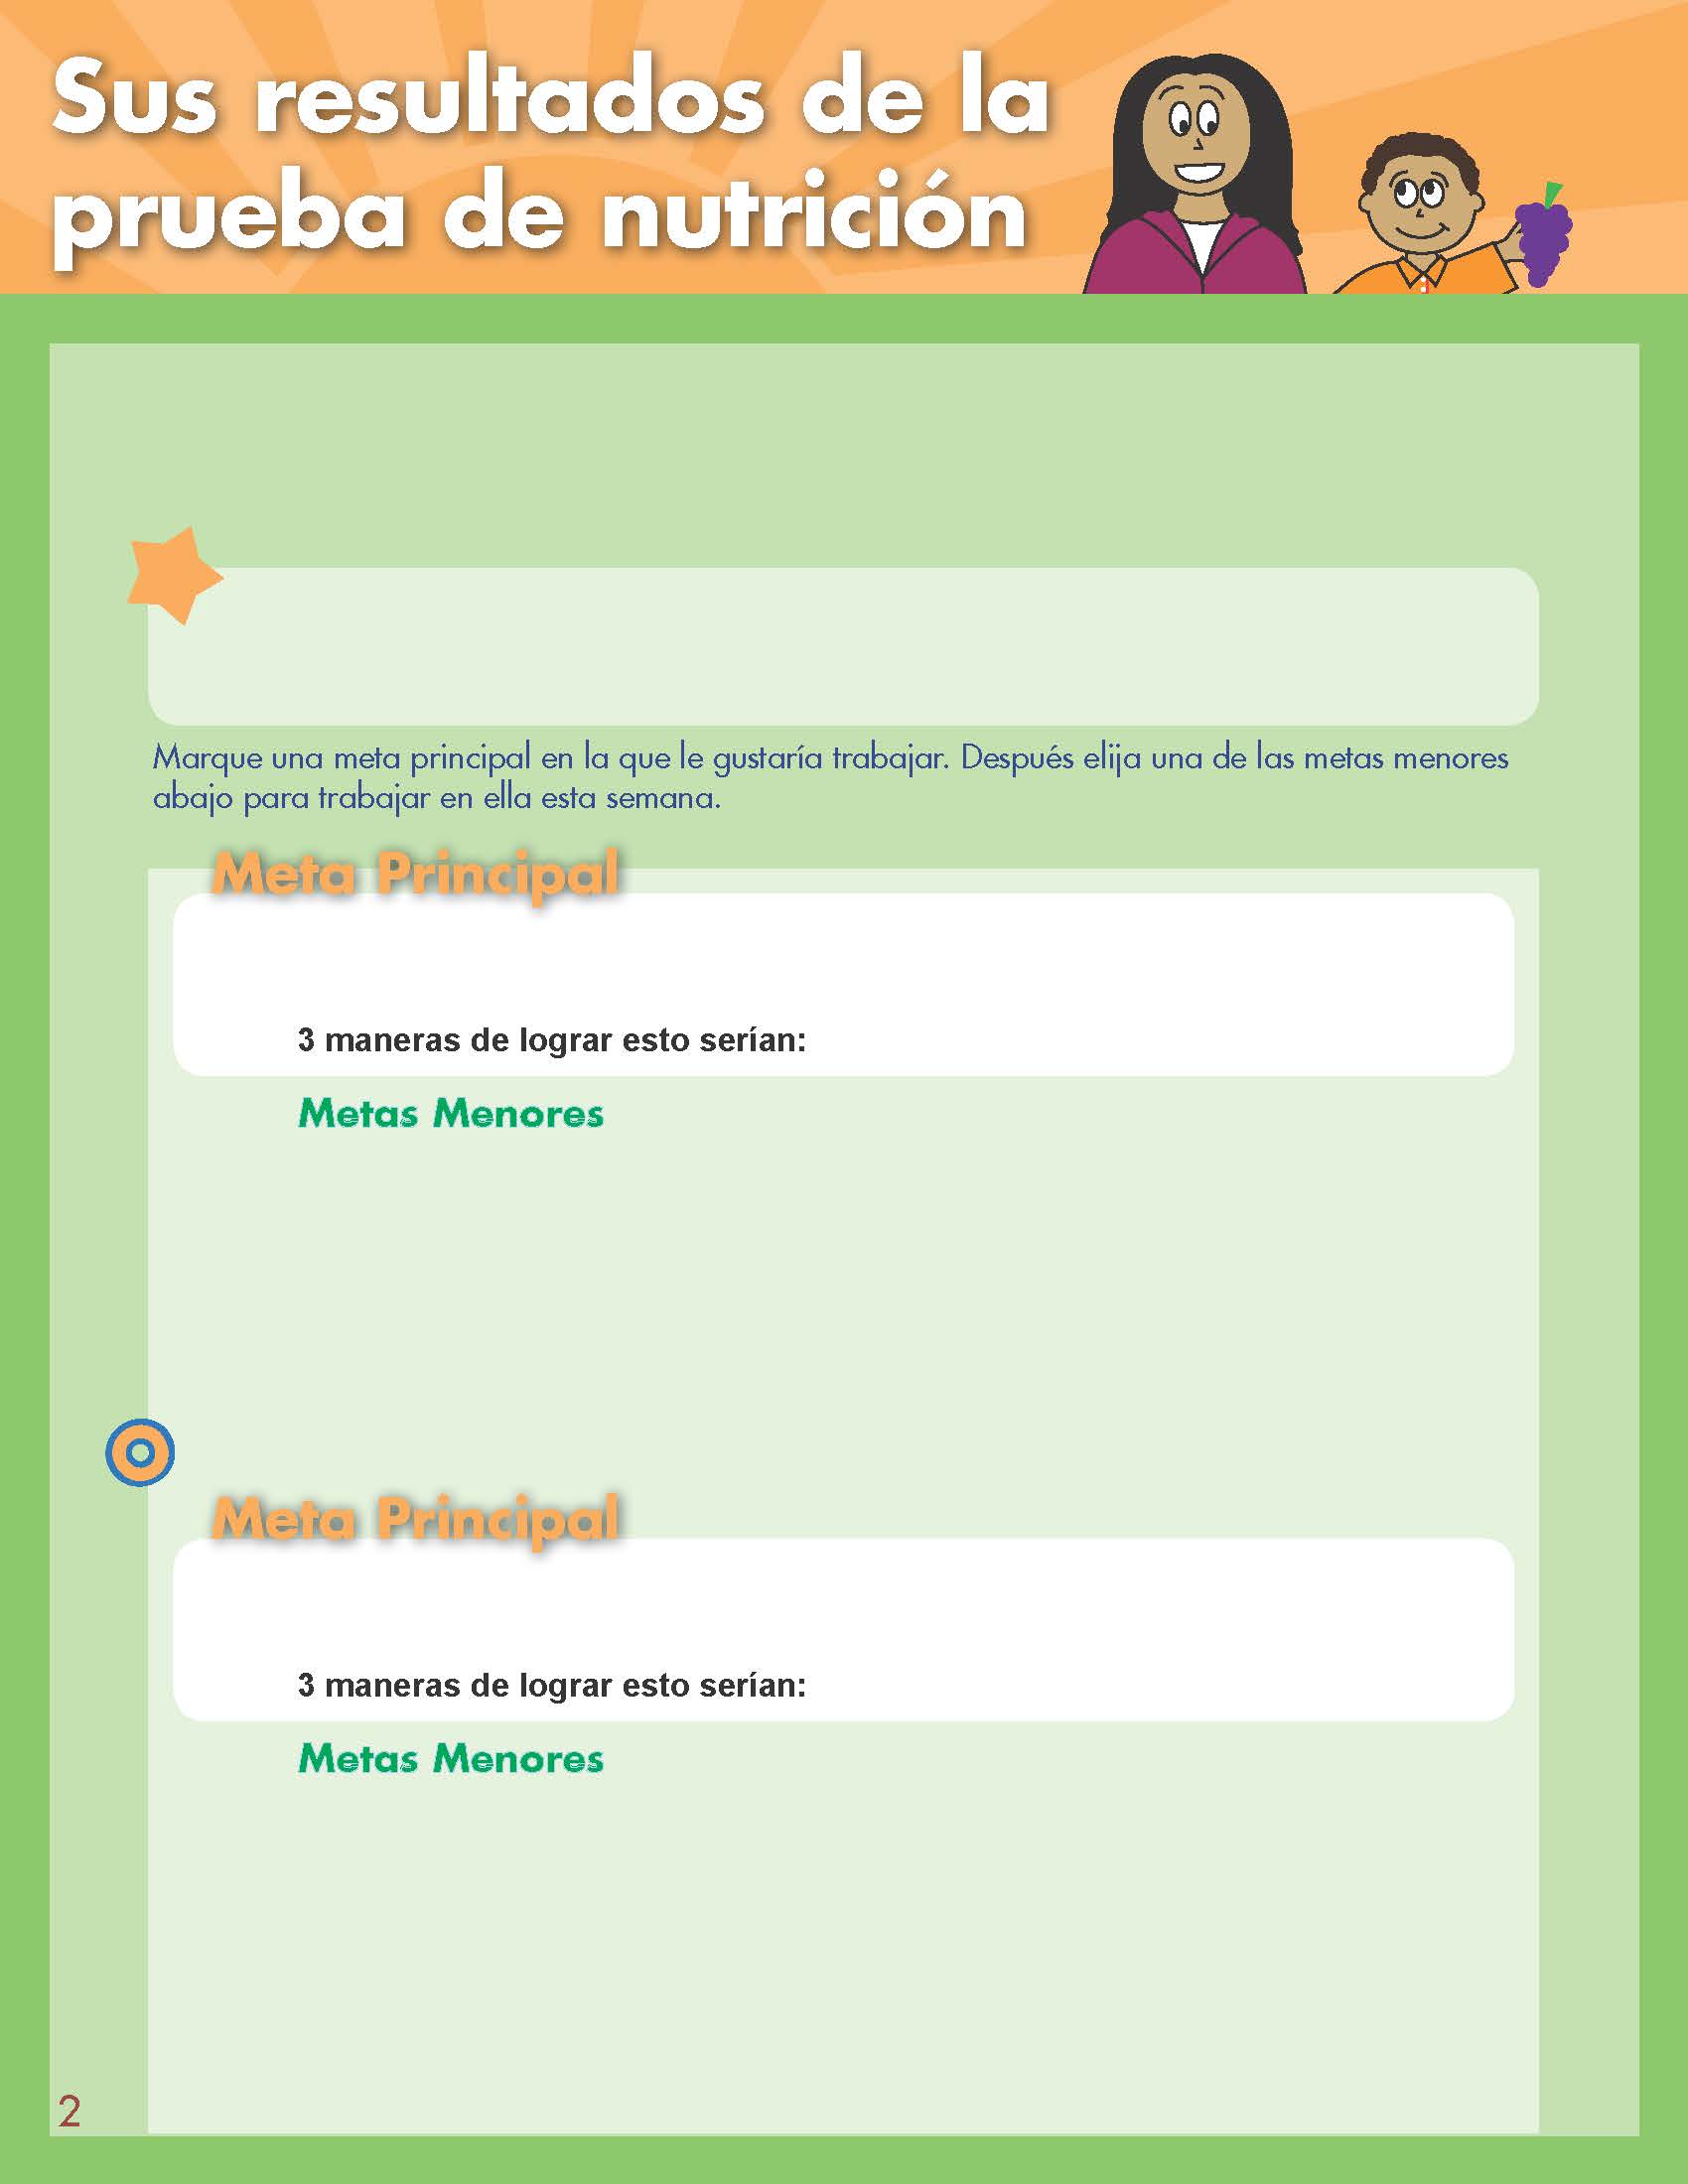 Sus resultados de la
prueba de nutrición
Marque una meta principal en la que le gustaría trabajar. Después elija una de las metas menores
abajo para trabajar en ella esta semana.
Meta Principal
3 maneras de lograr esto serían:
Metas Menores
Meta Principal
3 maneras de lograr esto serían:
Metas Menores
2